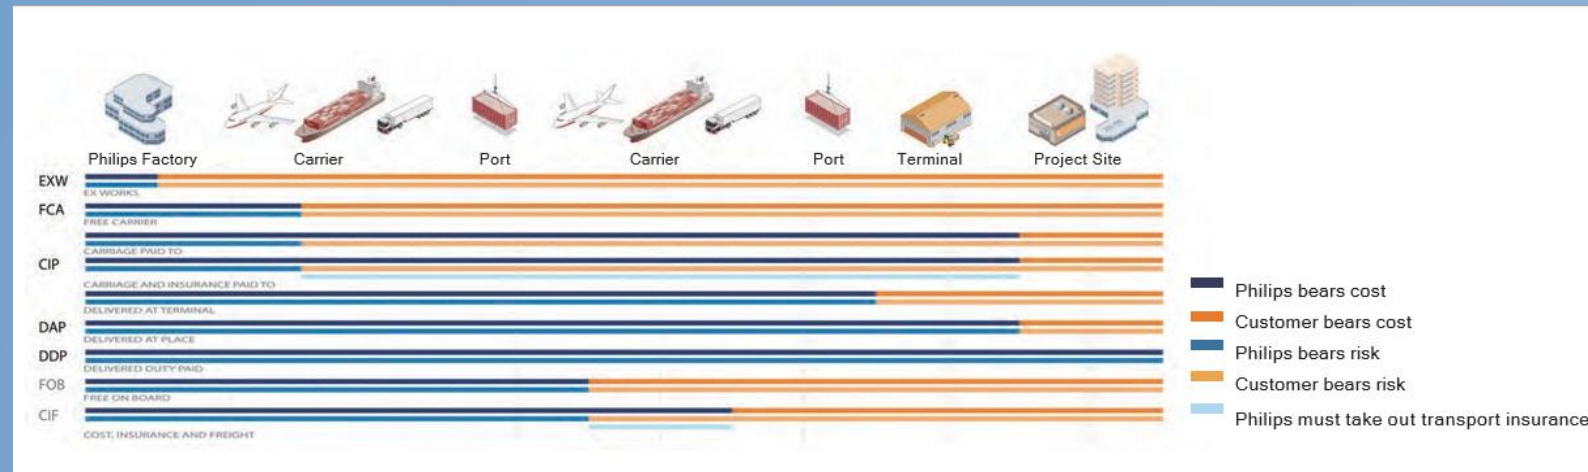 Philips Factory Carrier Port Carrier Port Terminal Project Site
EXW
EX WORKS
FCA
FREE CARRIER
CARRIAGE PAID TO
CIP
CARRIAGE AND INSURANCE PAID TO
DELIVERED AT TERMINAL
DAP
DELIVERED AT PLACE
DDP
DELIVERED DUTY PAID
FOB
FREE ON BOARD
CIF
COST, INSURANCE AND FREIGHT
Philips bears cost
Customer bears cost
Philips bears risk
Customer bears risk
Philips must take out transport insurance